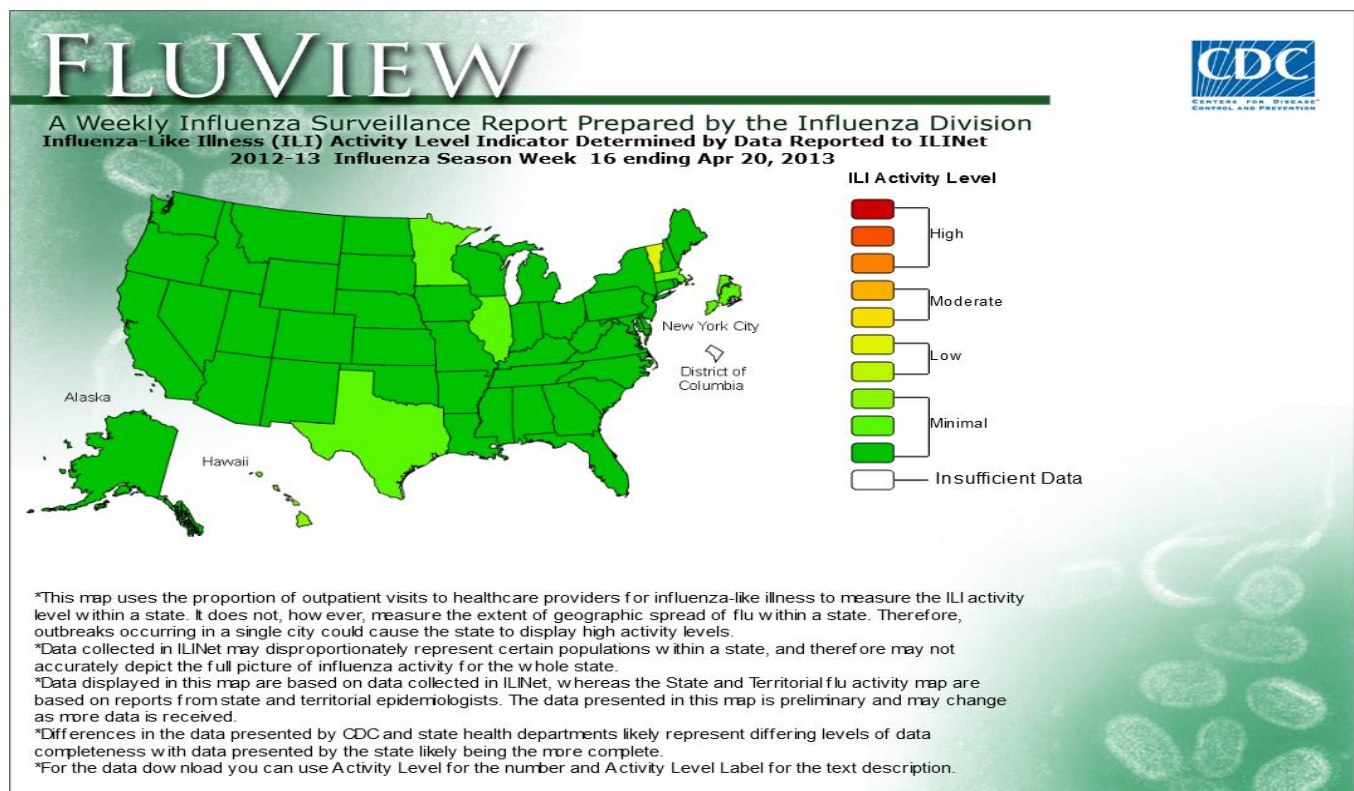 FLUVIEW
CDC
CENTERS FOR DISEASE
CONTROL AND PREVENTION
A Weekly Influenza Surveillance Report Prepared by the Influenza Division
Influenza-Like Illness (ILI) Activity Level Indicator Determined by Data Reported to ILINet
2012-13 Influenza Season Week 16 ending Apr 20, 2013
ILI Activity Level
High
Moderate
Low
Minimal
Insufficient Data
New York City
District of
Columbia
Alaska
Hawaii
*This map uses the proportion of outpatient visits to healthcare providers for influenza-like illness to measure the ILI activity
level within a state. It does not, however, measure the extent of geographic spread of flu within a state. Therefore,
outbreaks occurring in a single city could cause the state to display high activity levels.
*Data collected in ILINet may disproportionately represent certain populations within a state, and therefore may not
accurately depict the full picture of influenza activity for the whole state.
*Data displayed in this map are based on data collected in ILINet, whereas the State and Territorial flu activity map are
based on reports from state and territorial epidemiologists. The data presented in this map is preliminary and may change
as more data is received.
*Differences in the data presented by CDC and state health departments likely represent differing levels of data
completeness with data presented by the state likely being the more complete.
*For the data download you can use Activity Level for the number and Activity Level Label for the text description.